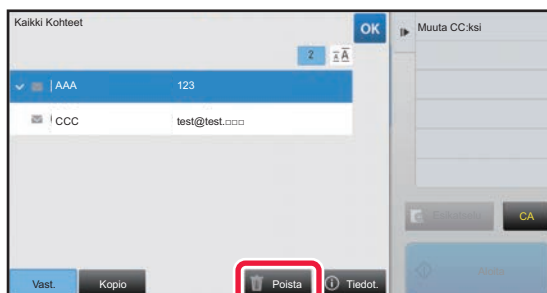 Kaikki Kohteet
OK
Muuta CC:ksi
2
AAA 123
CCC test@test.□□□
CA
Vast. Kopio Poista Tiedot.